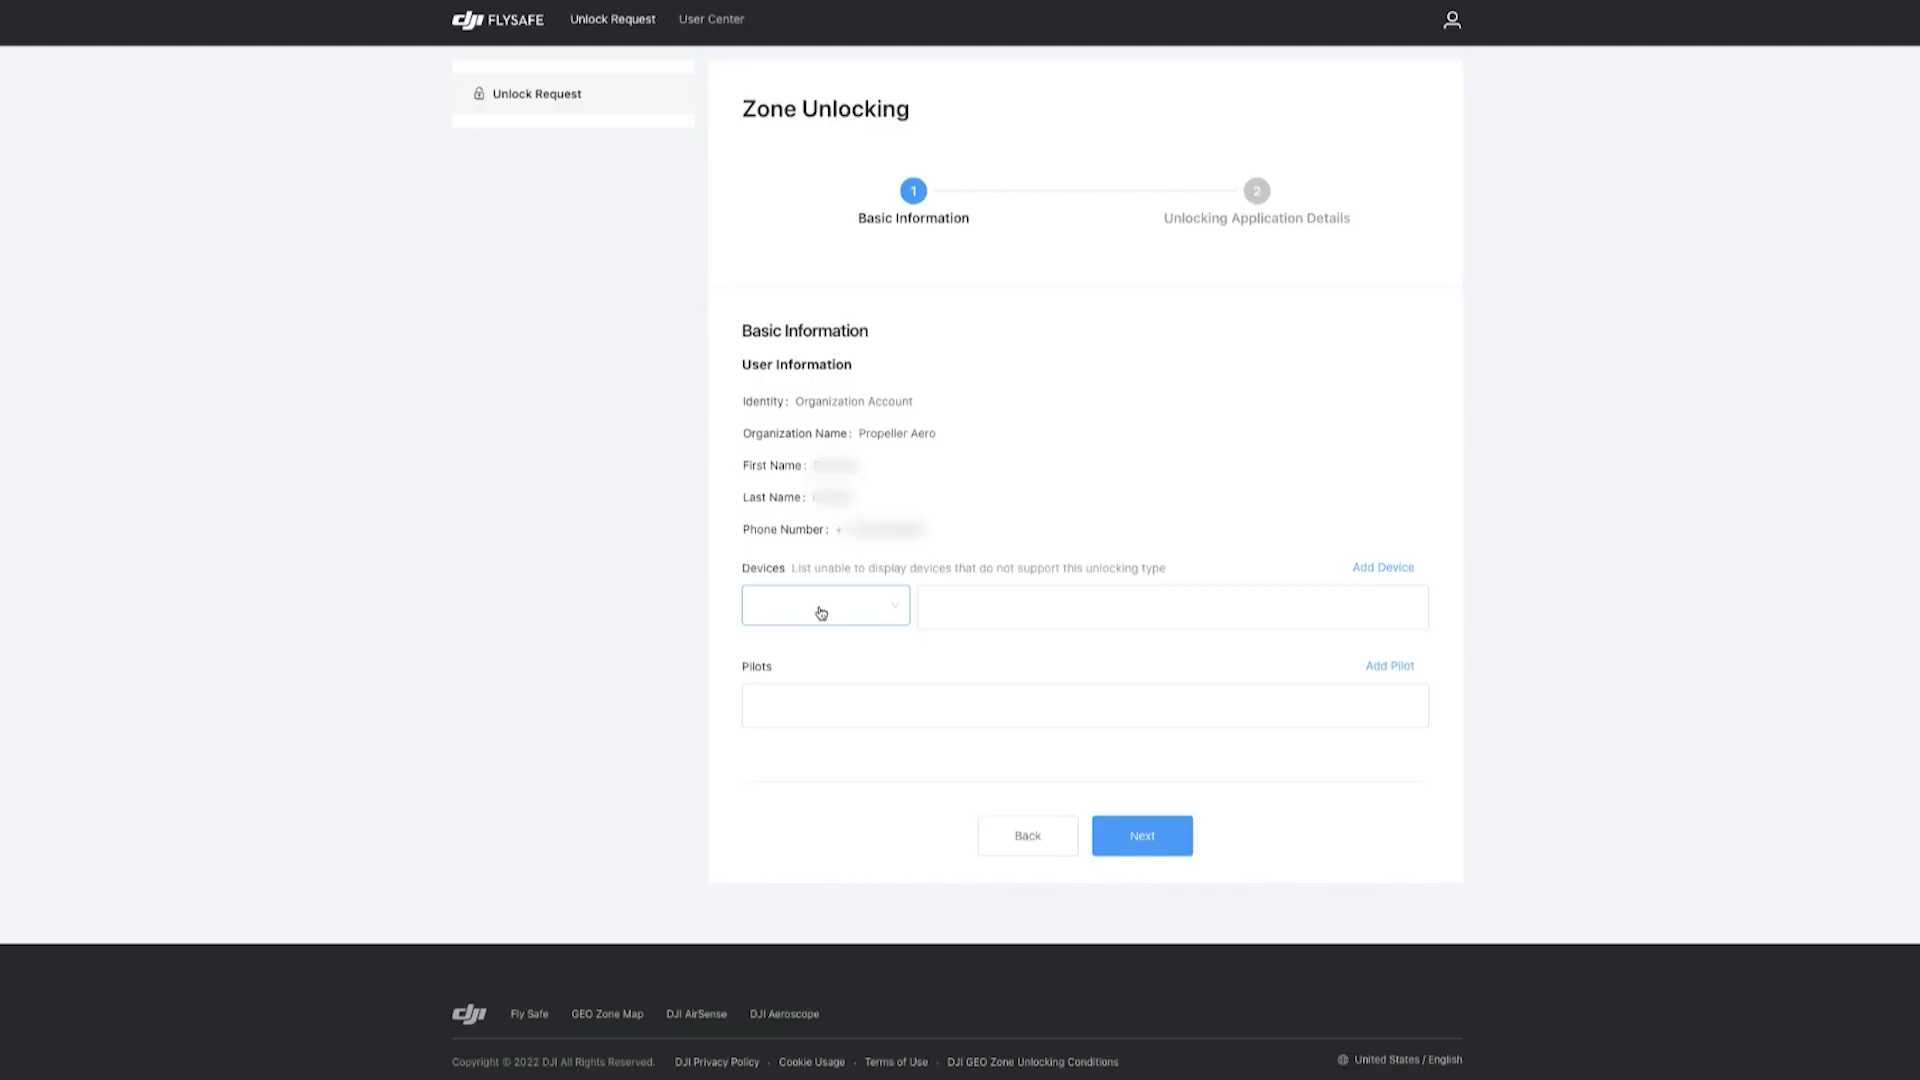 dji FLYSAFE Unlock Request User Center
Unlock Request
Zone Unlocking
1 2
Basic Information Unlocking Application Details
Basic Information
User Information
Identity: Organization Account
Organization Name: Propeller Aero
First Name:
Last Name:
Phone Number: +
Devices List unable to display devices that do not support this unlocking type Add Device
Pilots Add Pilot
Back Next
dji Fly Safe GEO Zone Map DJI AirSense DJI Aeroscope
Copyright © 2022 DJI All Rights Reserved. DJI Privacy Policy · Cookie Usage · Terms of Use · DJI GEO Zone Unlocking Conditions United States / English